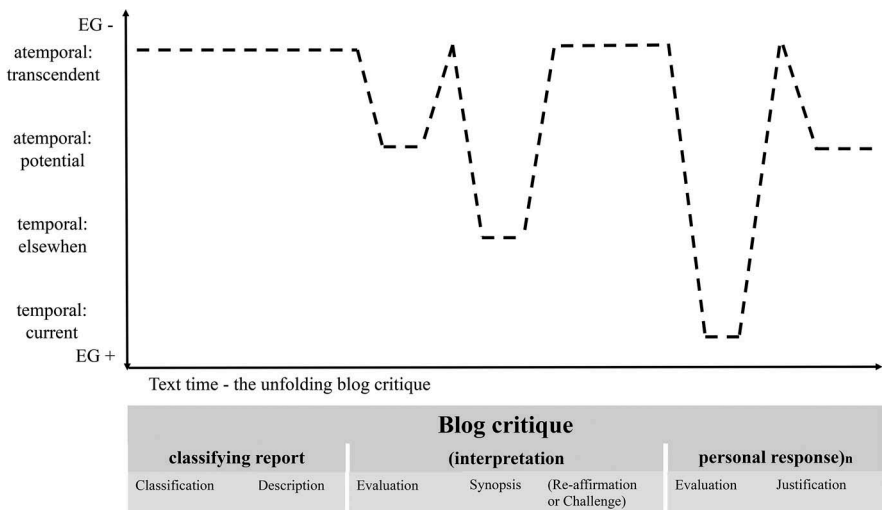 EG -
atemporal:
transcendent
atemporal:
potential
temporal:
elsewhen
temporal:
current
EG +
Text time - the unfolding blog critique
Blog critique
classifying report
(interpretation
personal response)n
Classification
Description
Evaluation
Synopsis
(Re-affirmation
or Challenge)
Evaluation
Justification